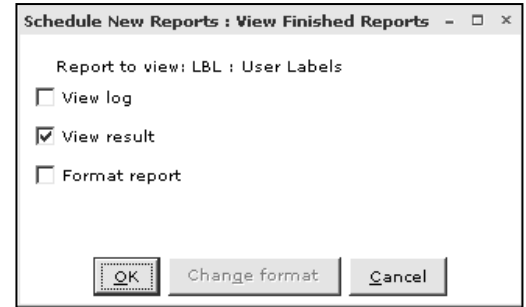 Schedule New Reports : View Finished Reports
Report to view: LBL : User Labels
View log
View result
Format report
OK Change format Cancel